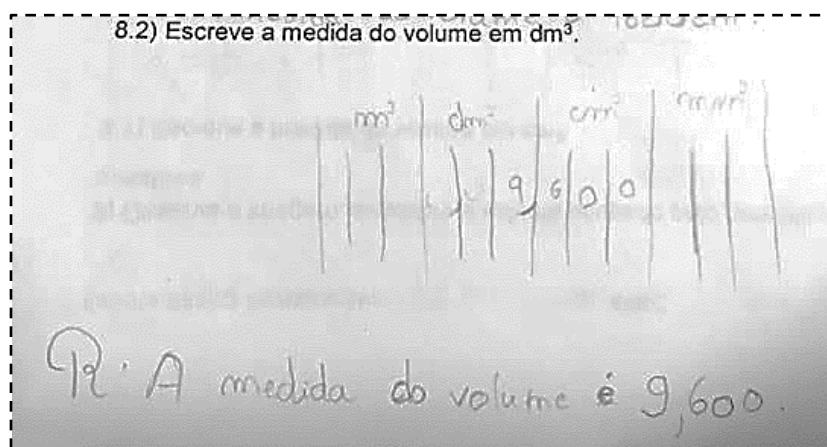 8.2) Escreve a medida do volume em dm³.
m³ dm³ cm³ mm³
9, 6 0 0
R: A medida do volume é 9,600.